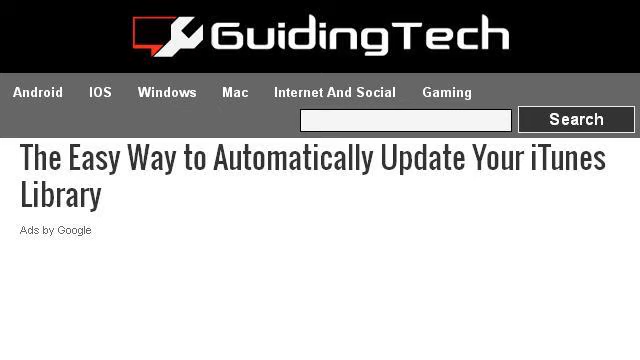 GuidingTech
Android IOS Windows Mac Internet And Social Gaming
Search
The Easy Way to Automatically Update Your iTunes
Library
Ads by Google